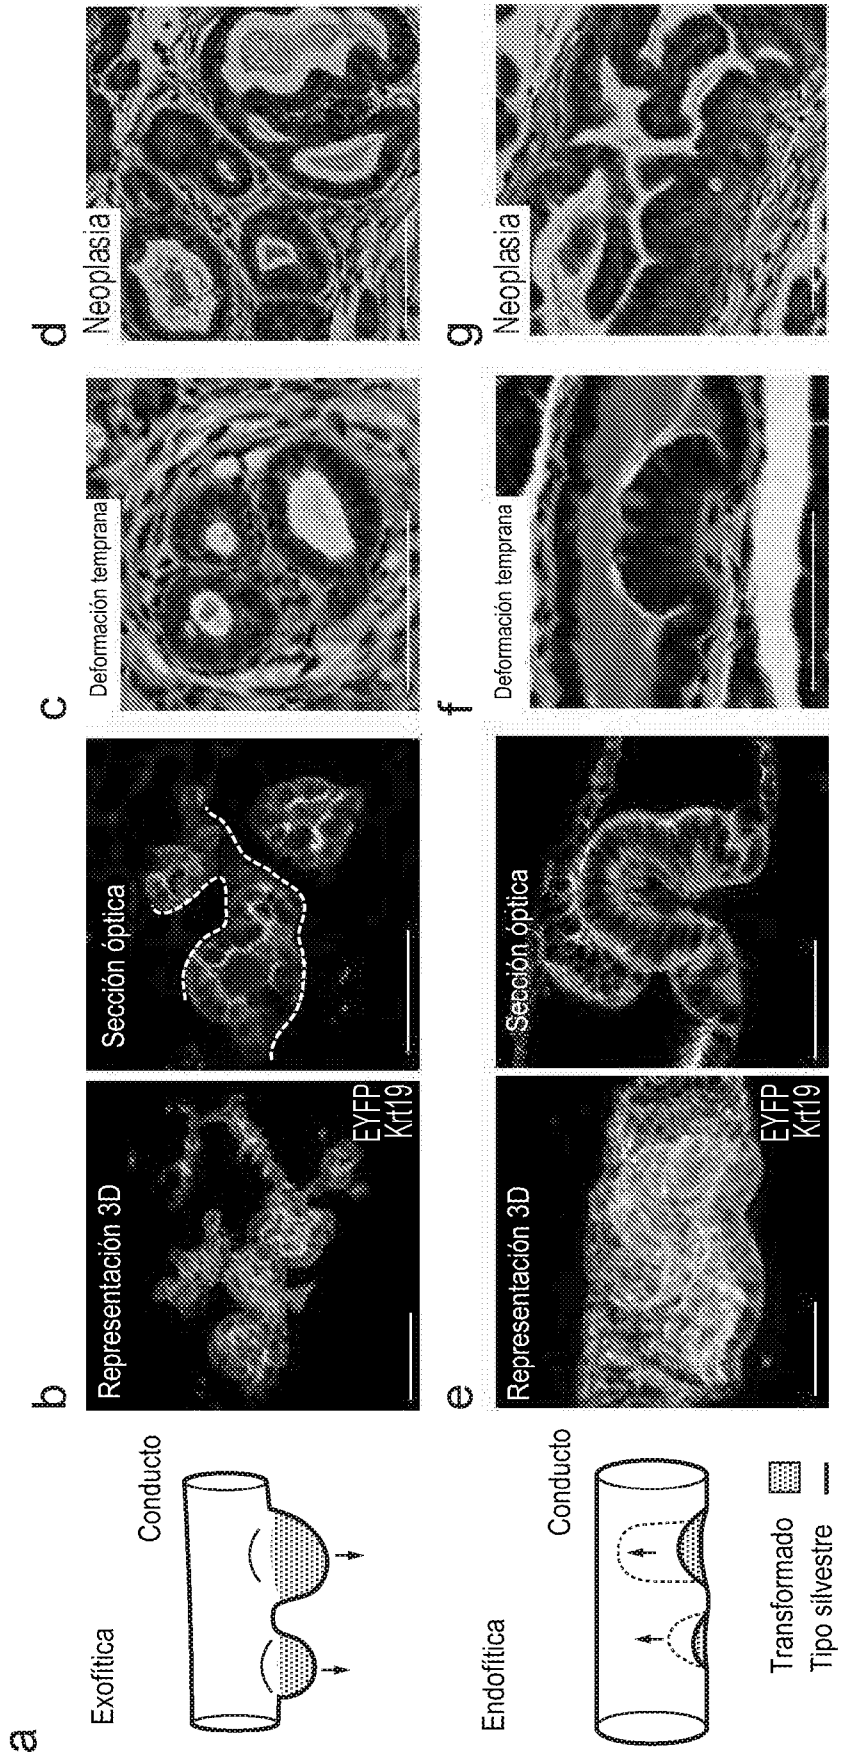 a
Exofítica
Conducto
Endofítica
Conducto
Transformado
Tipo silvestre
b
Representación 3D
EYFP
Krt19
Sección óptica
c
Deformación temprana
d
Neoplasia
e
Representación 3D
EYFP
Krt19
Sección óptica
f
Deformación temprana
g
Neoplasia